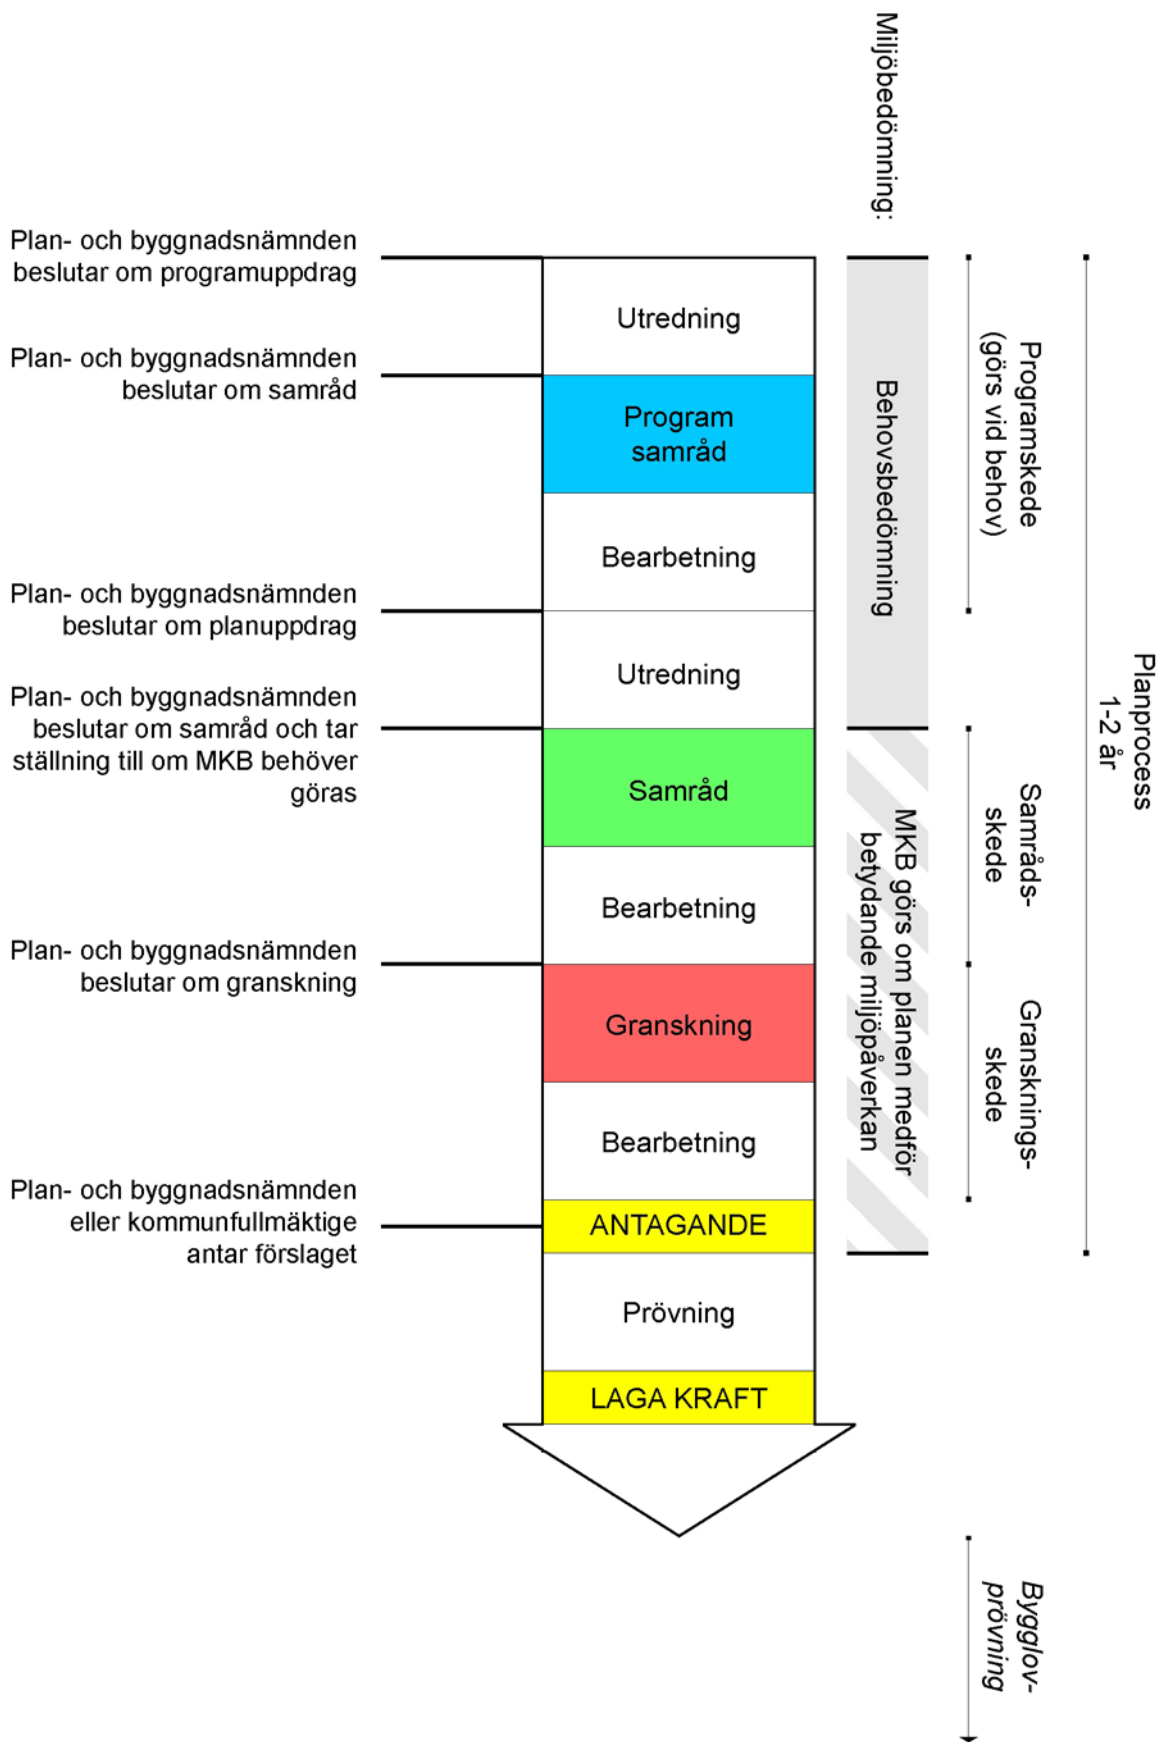 Miljöbedömning:
Plan- och byggnadsnämnden
beslutar om programuppdrag
Plan- och byggnadsnämnden
beslutar om samråd
Plan- och byggnadsnämnden
beslutar om planuppdrag
Plan- och byggnadsnämnden
beslutar om samråd och tar
ställning till om MKB behöver
göras
Plan- och byggnadsnämnden
beslutar om granskning
Plan- och byggnadsnämnden
eller kommunfullmäktige
antar förslaget
Utredning
Program
samråd
Bearbetning
Utredning
Samråd
Bearbetning
Granskning
Bearbetning
ANTAGANDE
Prövning
LAGA KRAFT
Behovsbedömning
MKB görs om planen medför
betydande miljöpåverkan
Programskede
(görs vid behov)
Samråds-
skede
Gransknings-
skede
Planprocess
1-2 år
Bygglov-
prövning